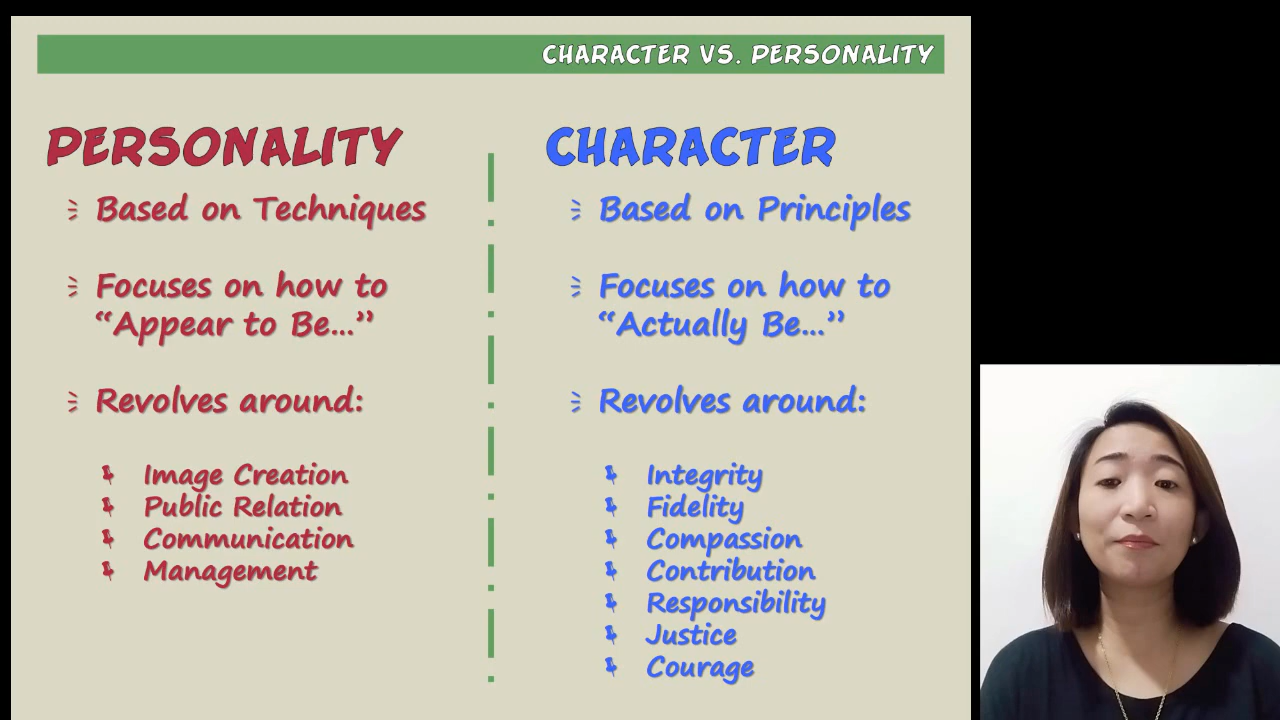 CHARACTER VS. PERSONALITY
PERSONALITY
Based on Techniques
Focuses on how to
“Appear to Be...”
Revolves around:
Image Creation
Public Relation
Communication
Management
CHARACTER
Based on Principles
Focuses on how to
“Actually Be...”
Revolves around:
Integrity
Fidelity
Compassion
Contribution
Responsibility
Justice
Courage